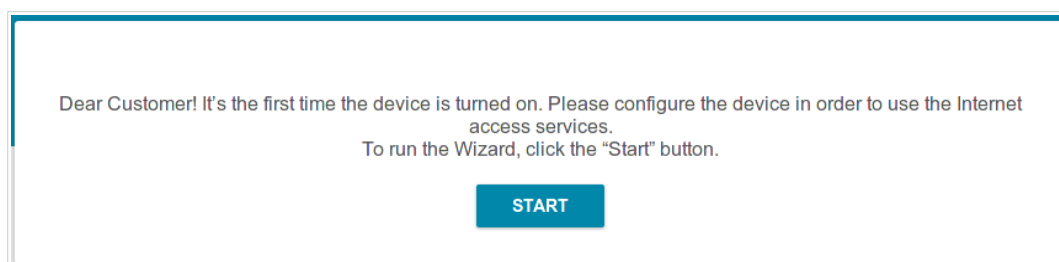 Dear Customer! It's the first time the device is turned on. Please configure the device in order to use the Internet
access services.
To run the Wizard, click the “Start” button.
START